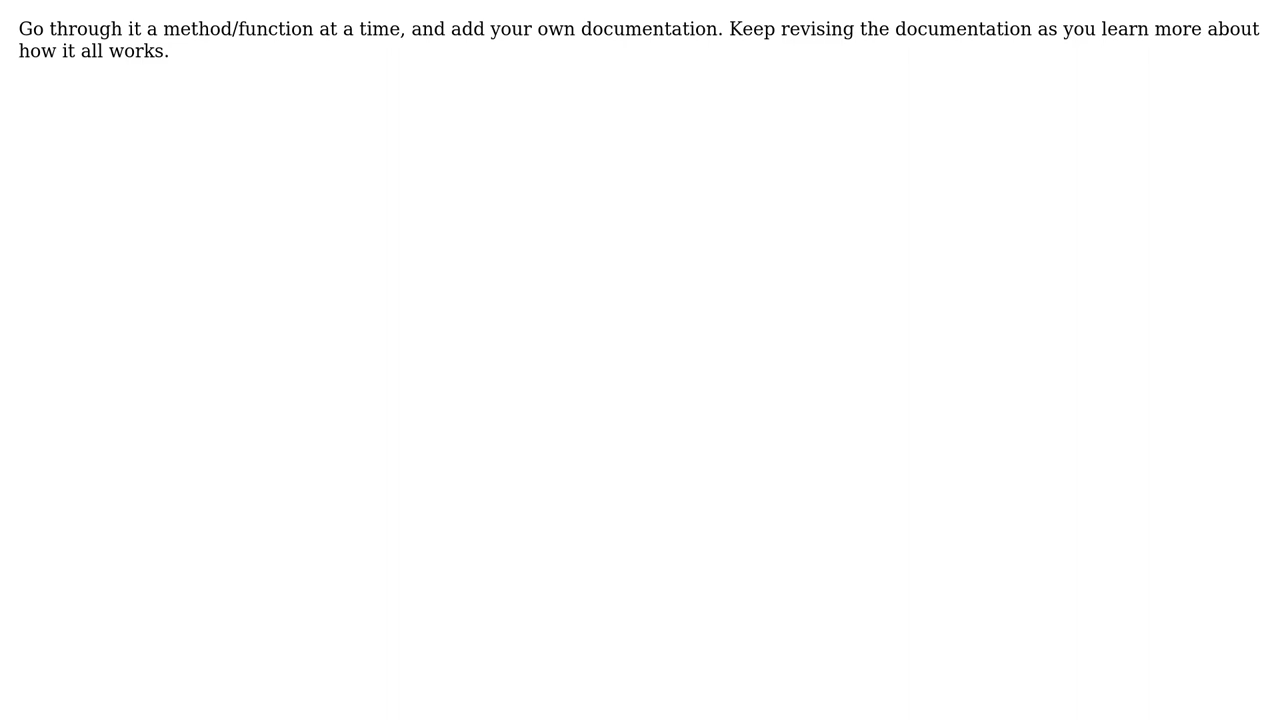 Go through it a method/function at a time, and add your own documentation. Keep revising the documentation as you learn more about
how it all works.